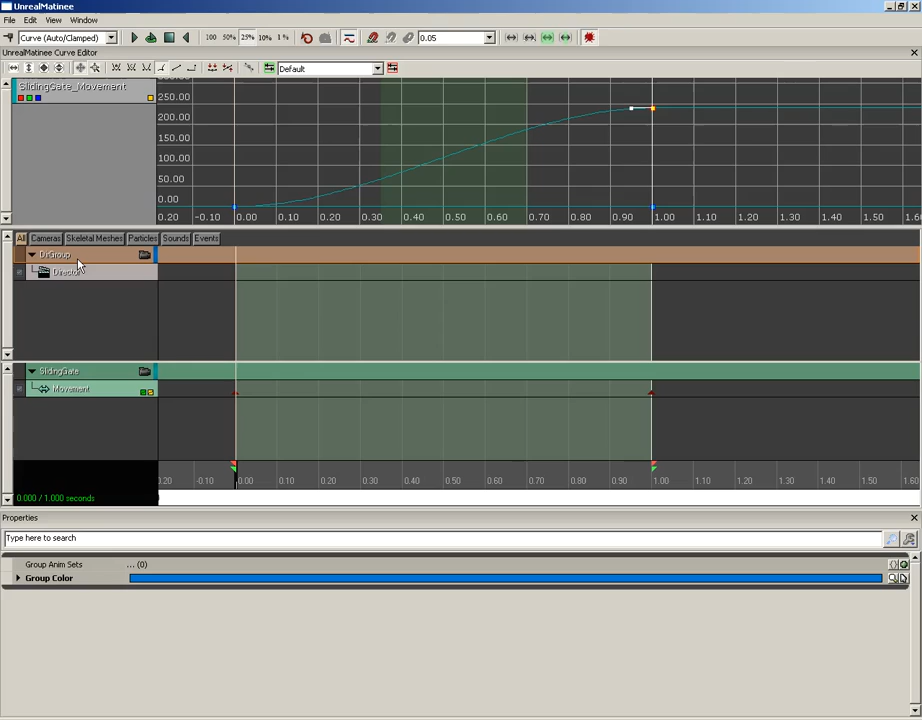 UnrealMatinee
File Edit View Window
Curve (Auto/Clamped) 100 50% 25% 10% 1% 0.05
UnrealMatinee Curve Editor
Default
SlidingGate_Movement
250.00
200.00
150.00
100.00
50.00
0.00
0.20 -0.10 0.00 0.10 0.20 0.30 0.40 0.50 0.60 0.70 0.80 0.90 1.00 1.10 1.20 1.30 1.40 1.50 1.6
All Cameras Skeletal Meshes Particles Sounds Events
DirGroup
Director
SlidingGate
Movement
0.20 -0.10 0.00 0.10 0.20 0.30 0.40 0.50 0.60 0.70 0.80 0.90 1.00 1.10 1.20 1.30 1.40 1.50 1.60
0.000 / 1.000 seconds
Properties
Type here to search
Group Anim Sets ... (0)
Group Color